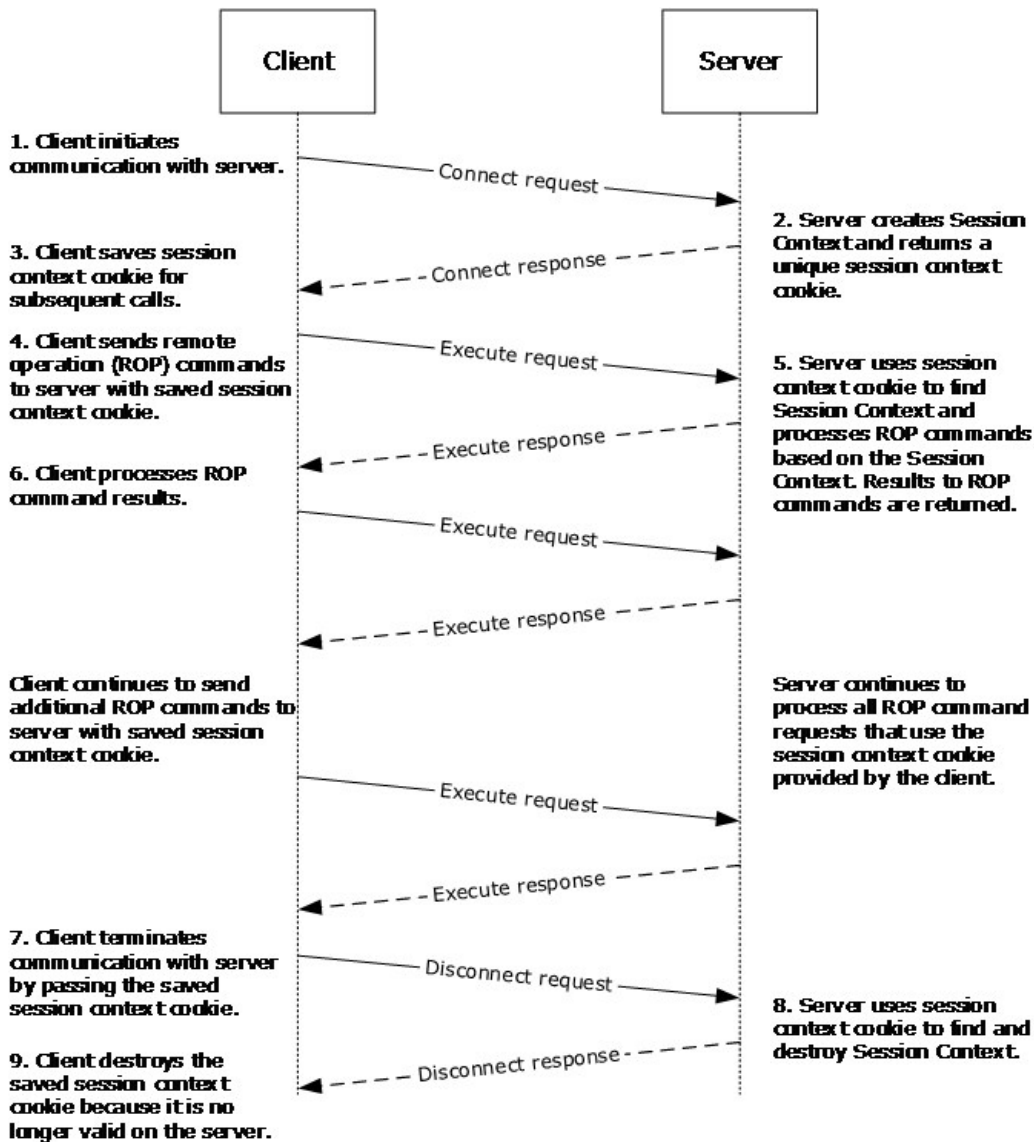 Client
Server
1. Client initiates
communication with server.
Connect request
2. Server creates Session
Context and returns a
unique session context
cookie.
Connect response
3. Client saves session
context cookie for
subsequent calls.
4. Client sends remote
operation (ROP) commands
to server with saved session
context cookie.
Execute request
5. Server uses session
context cookie to find
Session Context and
processes ROP commands
based on the Session
Context. Results to ROP
commands are returned.
Execute response
6. Client processes ROP
command results.
Execute request
Execute response
Client continues to send
additional ROP commands to
server with saved session
context cookie.
Server continues to
process all ROP command
requests that use the
session context cookie
provided by the client.
Execute request
Execute response
7. Client terminates
communication with server
by passing the saved
session context cookie.
Disconnect request
8. Server uses session
context cookie to find and
destroy Session Context.
Disconnect response
9. Client destroys the
saved session context
cookie because it is no
longer valid on the server.